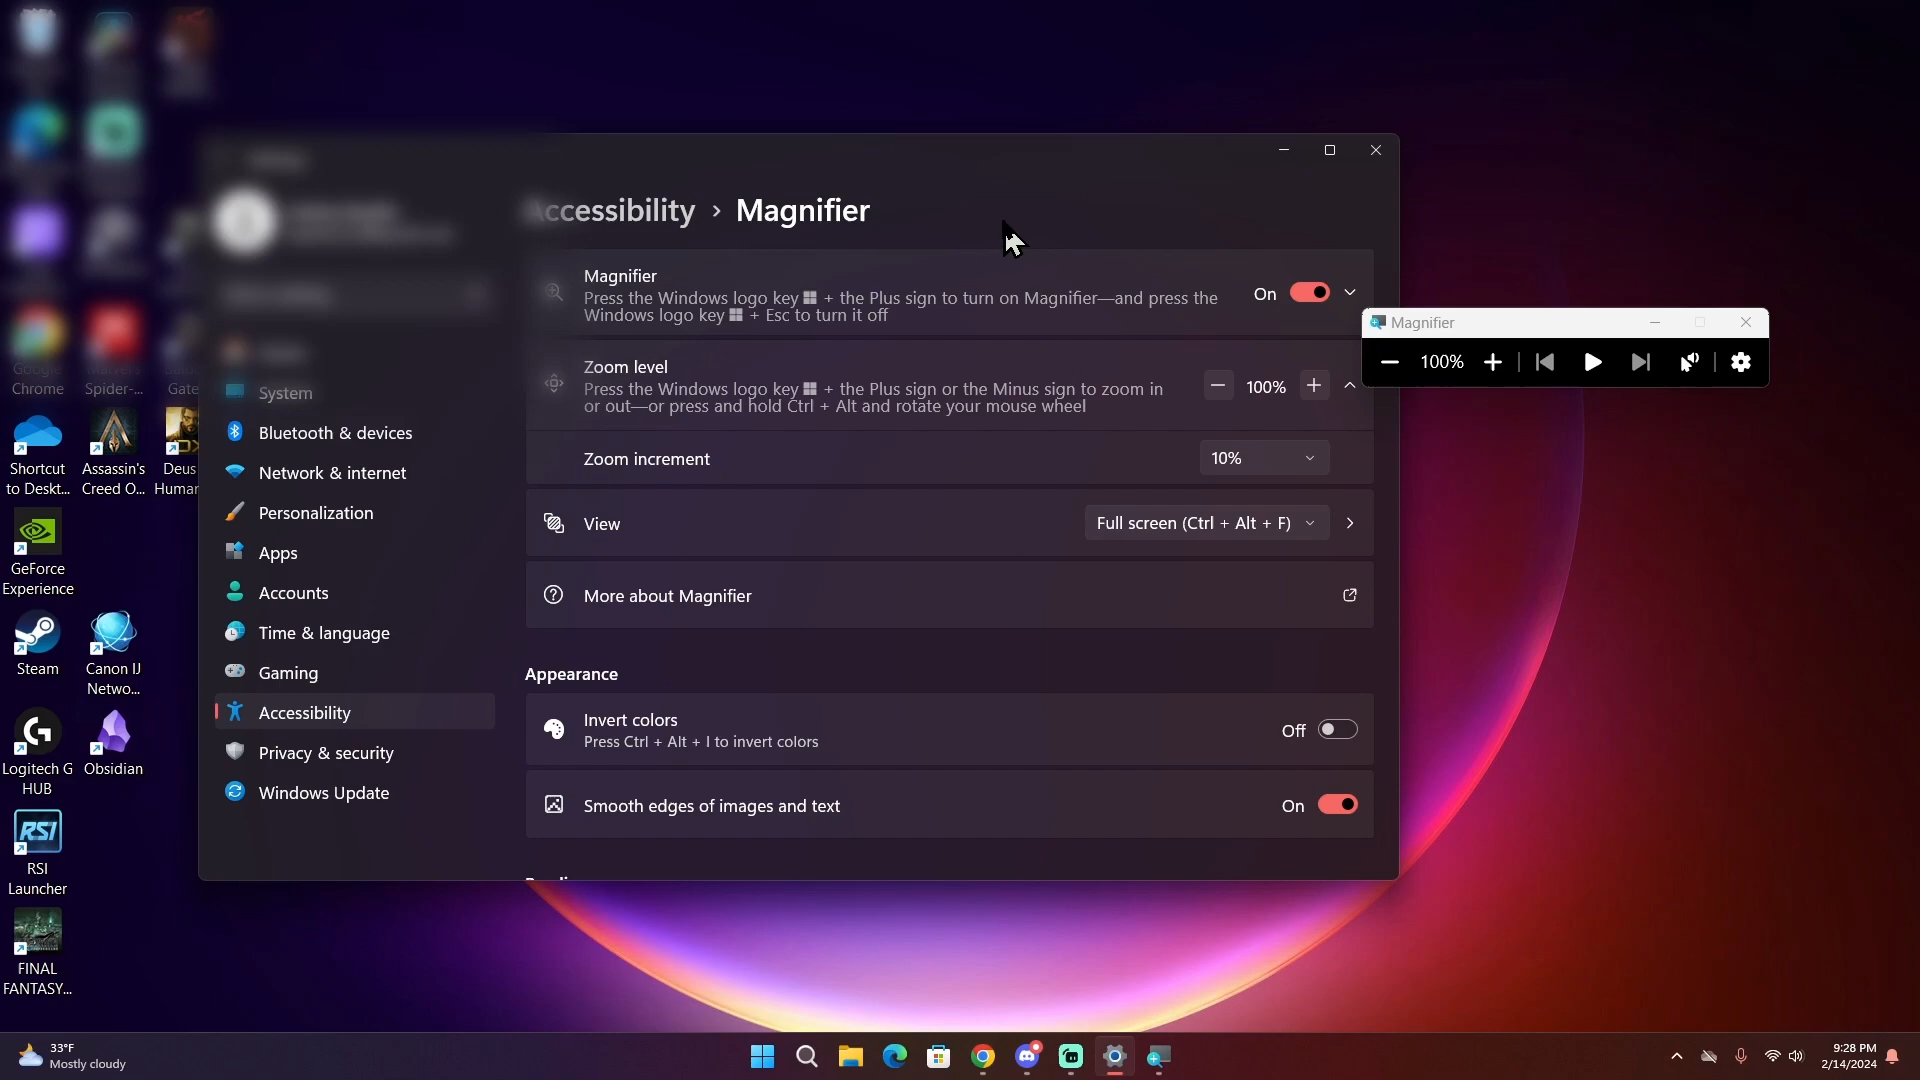 Google
Chrome
Marvel's
Spider-...
Gate
Shortcut
to Deskt...
Assassin's
Creed O...
Deus
Human
GeForce
Experience
Steam
Canon IJ
Netwo...
Logitech G
HUB
Obsidian
RSI
RSI
Launcher
FINAL
FANTASY...
System
Bluetooth & devices
Network & internet
Personalization
Apps
Accounts
Time & language
Gaming
Accessibility
Privacy & security
Windows Update
Accessibility › Magnifier
Magnifier
Press the Windows logo key + the Plus sign to turn on Magnifier—and press the
Windows logo key + Esc to turn it off
On
Zoom level
Press the Windows logo key + the Plus sign or the Minus sign to zoom in
or out—or press and hold Ctrl + Alt and rotate your mouse wheel
100%
Zoom increment
10%
View
Full screen (Ctrl + Alt + F)
More about Magnifier
Appearance
Invert colors
Press Ctrl + Alt + I to invert colors
Off
Smooth edges of images and text
On
Magnifier
100%
33°F
Mostly cloudy
9:28 PM
2/14/2024